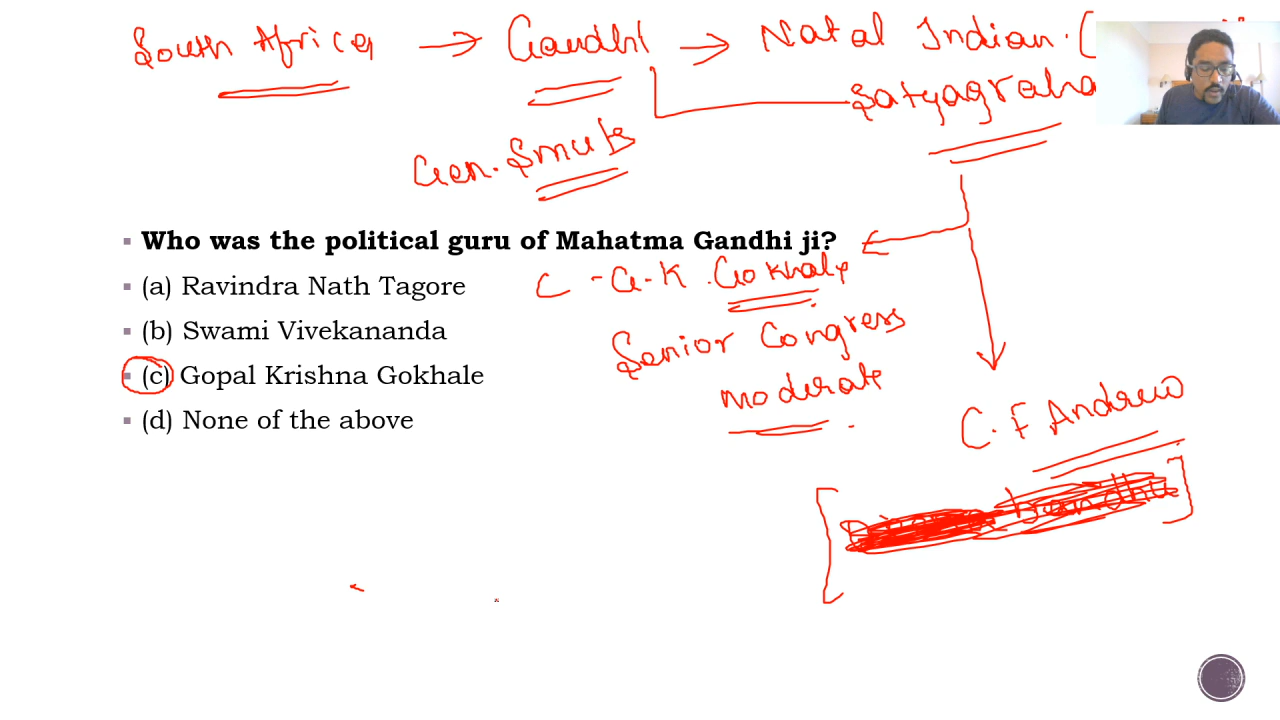 South Africa → Gandhi → Natal Indian. (
Satyagraha
Gen. Smuts
Who was the political guru of Mahatma Gandhi ji?
C - G. K. Gokhale
(a) Ravindra Nath Tagore
(b) Swami Vivekananda
Senior Congress
(c) Gopal Krishna Gokhale
moderate
(d) None of the above
C. F Andrew
[ bandhu ]